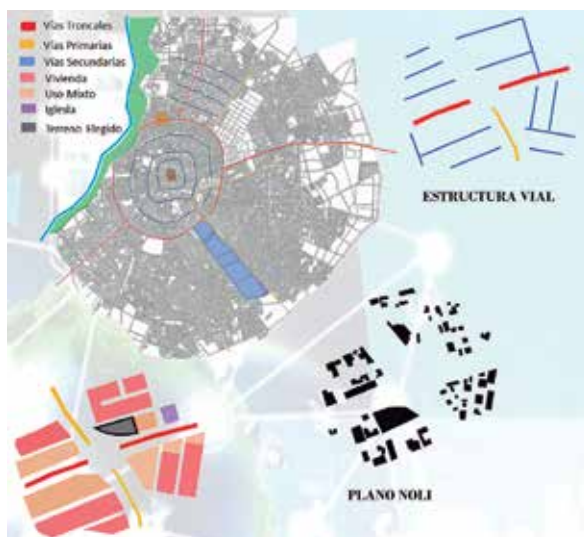 Vías Troncales
Vías Primarias
Vías Secundarias
Vivienda
Uso Mixto
Iglesia
Terreno Elegido
ESTRUCTURA VIAL
PLANO NOLI